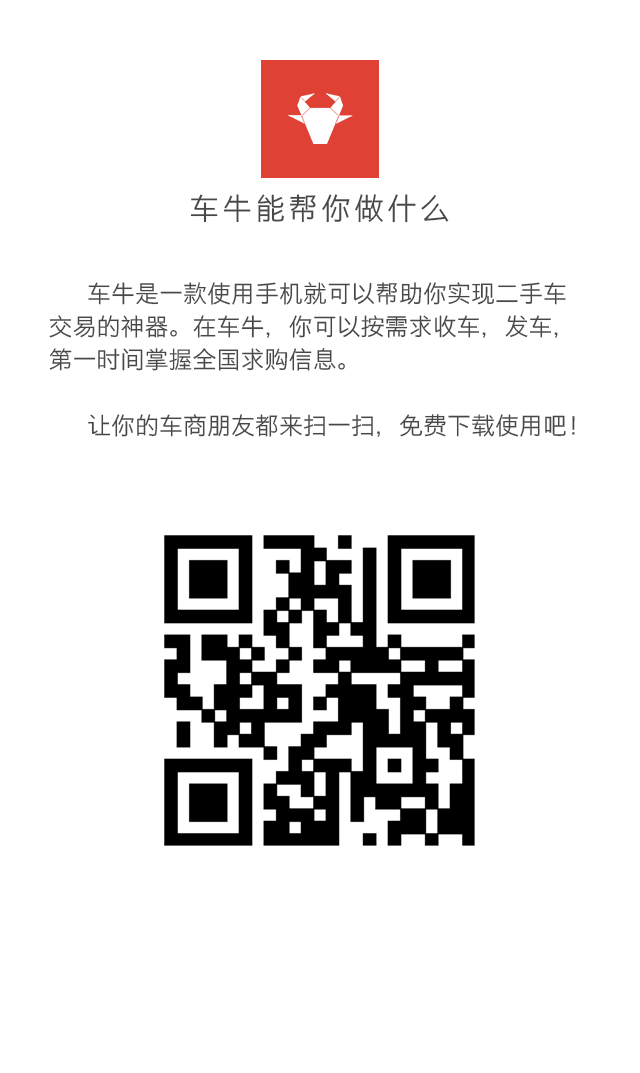 车牛能帮你做什么
车牛是一款使用手机就可以帮助你实现二手车
交易的神器。在车牛，你可以按需求收车，发车，
第一时间掌握全国求购信息。
让你的车商朋友都来扫一扫，免费下载使用吧！